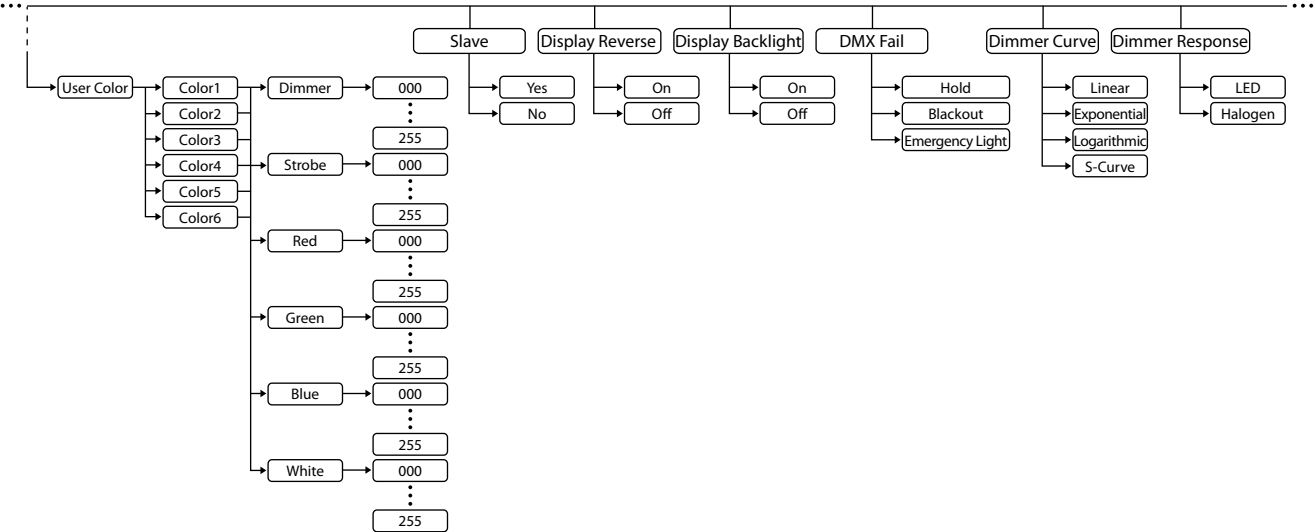 ... ...
Slave Display Reverse Display Backlight DMX Fail Dimmer Curve Dimmer Response
User Color Color1 Dimmer 000 Yes On On Hold Linear LED
Color2 No Off Off Blackout Exponential Halogen
255
Color3 Emergency Light Logarithmic
Color4 Strobe 000 S-Curve
Color5
Color6 255
Red 000
255
Green 000
255
Blue 000
255
White 000
255